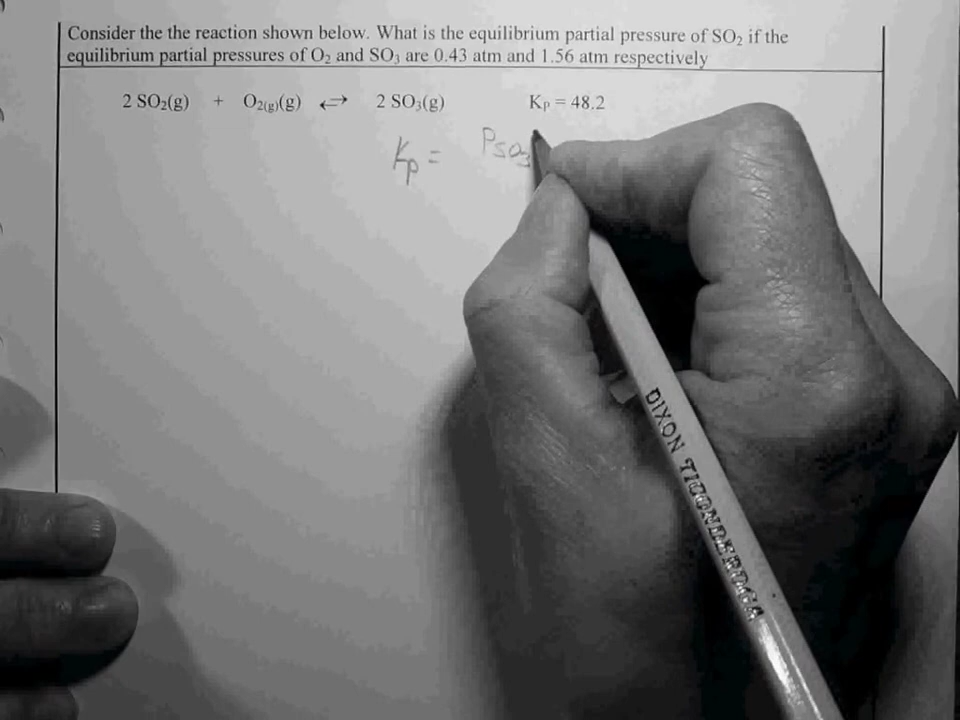 Consider the the reaction shown below. What is the equilibrium partial pressure of SO₂ if the
equilibrium partial pressures of O₂ and SO₃ are 0.43 atm and 1.56 atm respectively
2 SO₂(g) + O₂₍g₎(g) ⟷ 2 SO₃(g) Kₚ = 48.2
Kp = PSO₃
DIXON TICONDEROGA